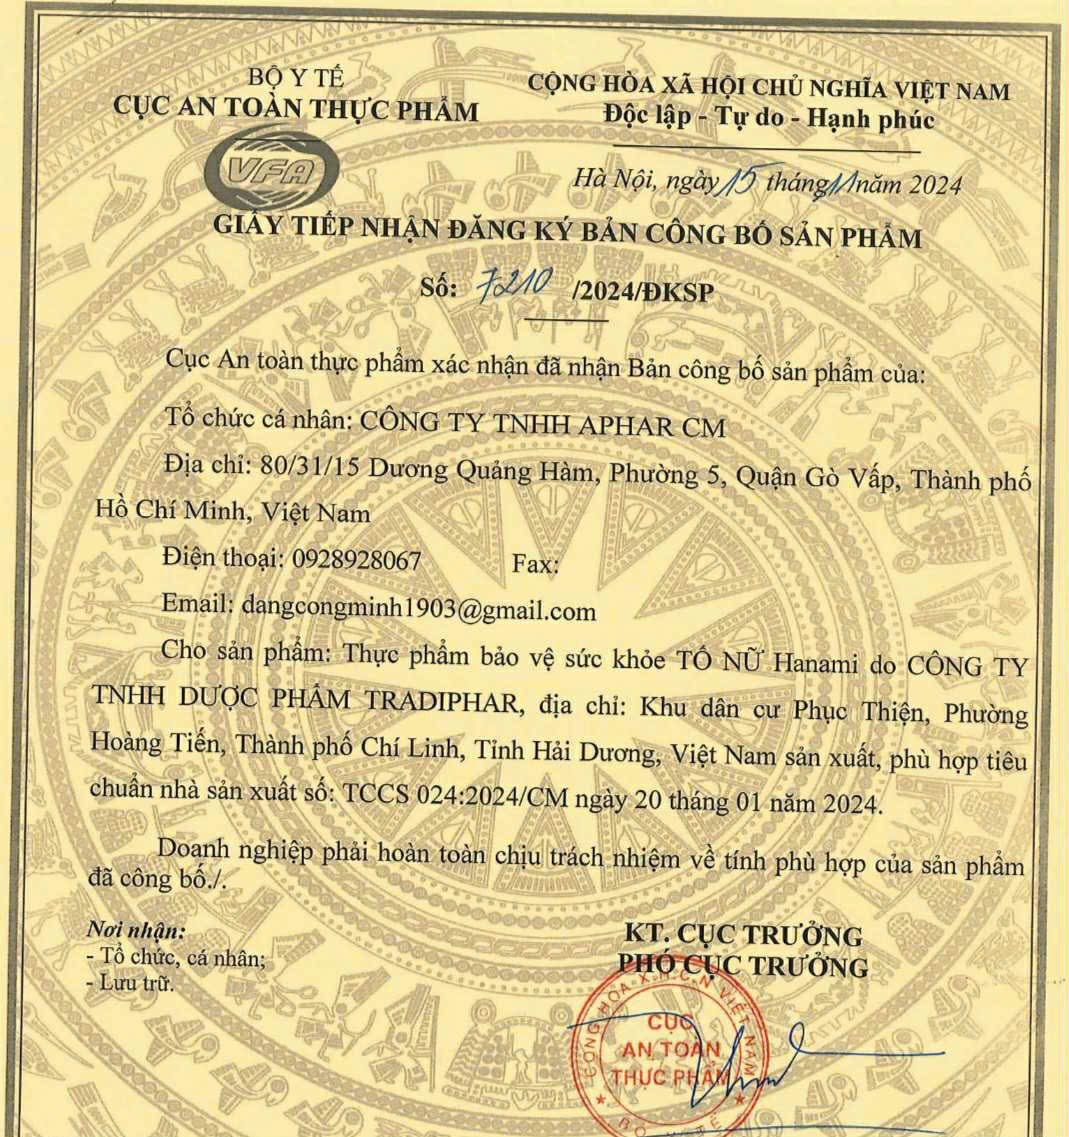 BỘ Y TẾ
CỤC AN TOÀN THỰC PHẨM
VFA
CỘNG HÒA XÃ HỘI CHỦ NGHĨA VIỆT NAM
Độc lập - Tự do - Hạnh phúc
Hà Nội, ngày 15 tháng 11 năm 2024
GIẤY TIẾP NHẬN ĐĂNG KÝ BẢN CÔNG BỐ SẢN PHẨM
Số: 7210 /2024/ĐKSP
Cục An toàn thực phẩm xác nhận đã nhận Bản công bố sản phẩm của:
Tổ chức cá nhân: CÔNG TY TNHH APHAR CM
Địa chỉ: 80/31/15 Dương Quảng Hàm, Phường 5, Quận Gò Vấp, Thành phố
Hồ Chí Minh, Việt Nam
Điện thoại: 0928928067 Fax:
Email: dangcongminh1903@gmail.com
Cho sản phẩm: Thực phẩm bảo vệ sức khỏe TỐ NỮ Hanami do CÔNG TY
TNHH DƯỢC PHẨM TRADIPHAR, địa chỉ: Khu dân cư Phục Thiện, Phường
Hoàng Tiến, Thành phố Chí Linh, Tỉnh Hải Dương, Việt Nam sản xuất, phù hợp tiêu
chuẩn nhà sản xuất số: TCCS 024:2024/CM ngày 20 tháng 01 năm 2024.
Doanh nghiệp phải hoàn toàn chịu trách nhiệm về tính phù hợp của sản phẩm
đã công bố./.
Nơi nhận:
- Tổ chức, cá nhân;
- Lưu trữ.
KT. CỤC TRƯỞNG
PHÓ CỤC TRƯỞNG
CỘNG HÒA X.H.C.N VIỆT NAM
CỤC
AN TOÀN
THỰC PHẨM
BỘ Y TẾ